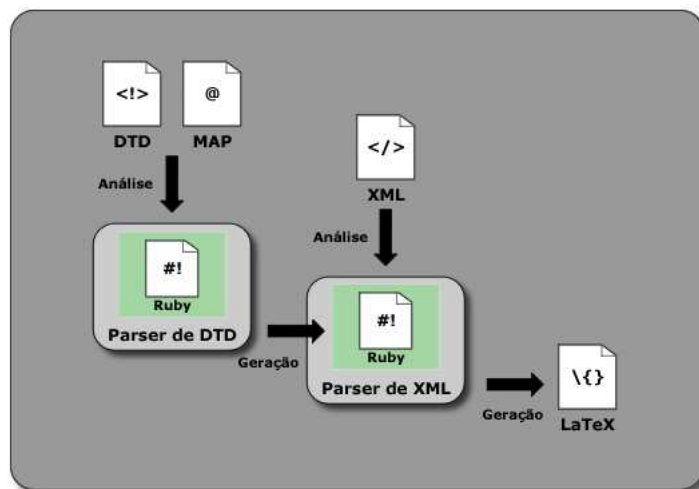 <!>
DTD
@
MAP
Análise
#!
Ruby
Parser de DTD
Geração
</>
XML
Análise
#!
Ruby
Parser de XML
Geração
\{}
LaTeX